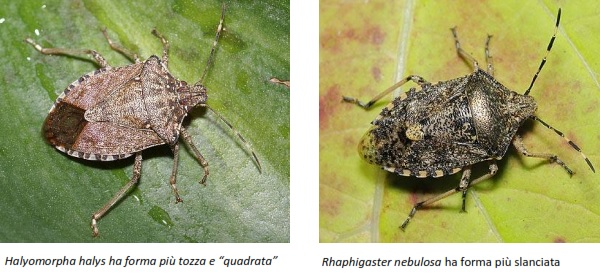 Halyomorpha halys ha forma più tozza e “quadrata”
Rhaphigaster nebulosa ha forma più slanciata